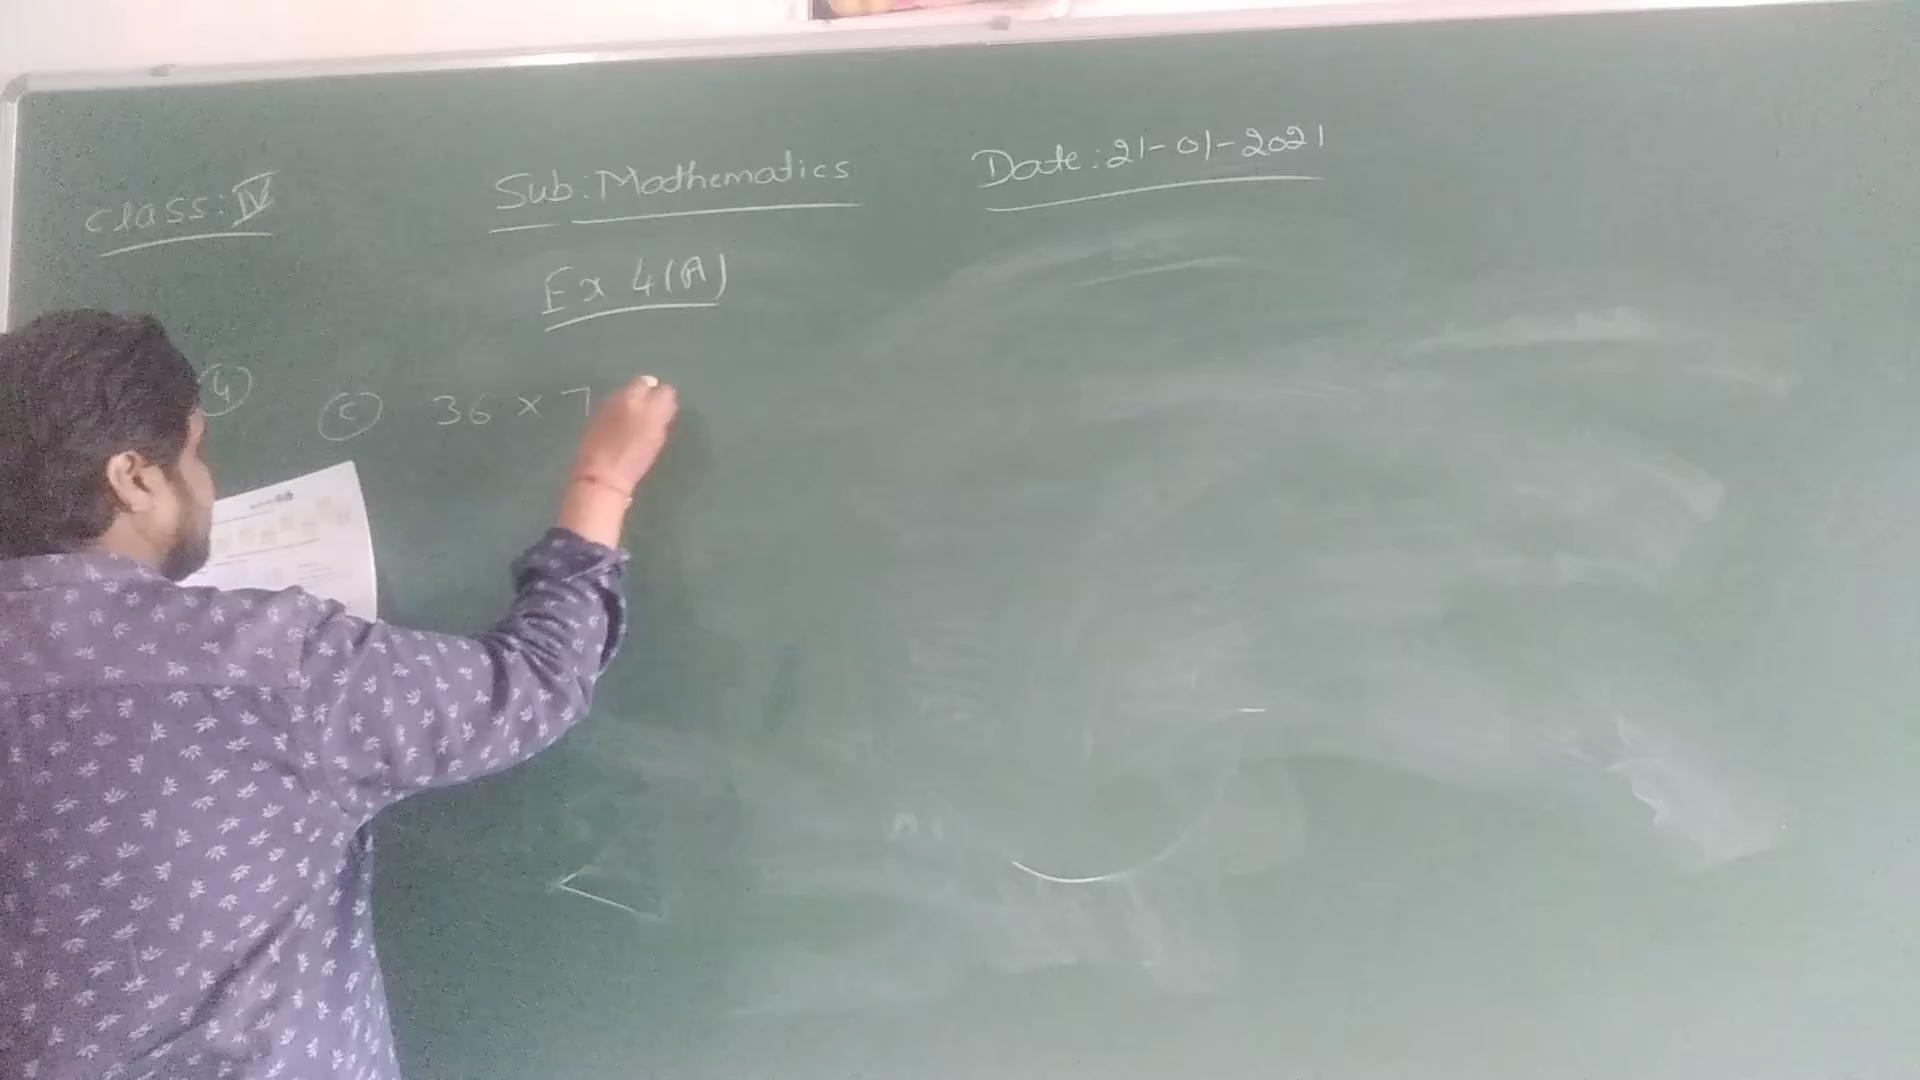 Class: IV Sub: Mathematics Date: 21-01-2021
Ex 4(A)
4 c 36 × 7